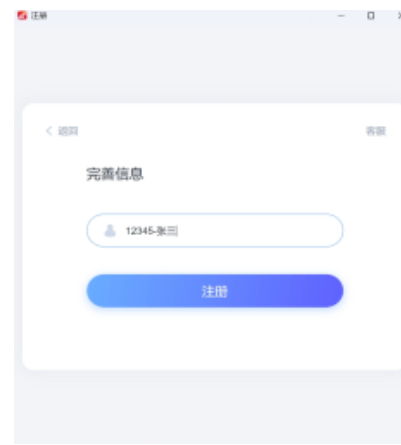 注册
返回 客服
完善信息
12345-张三
注册